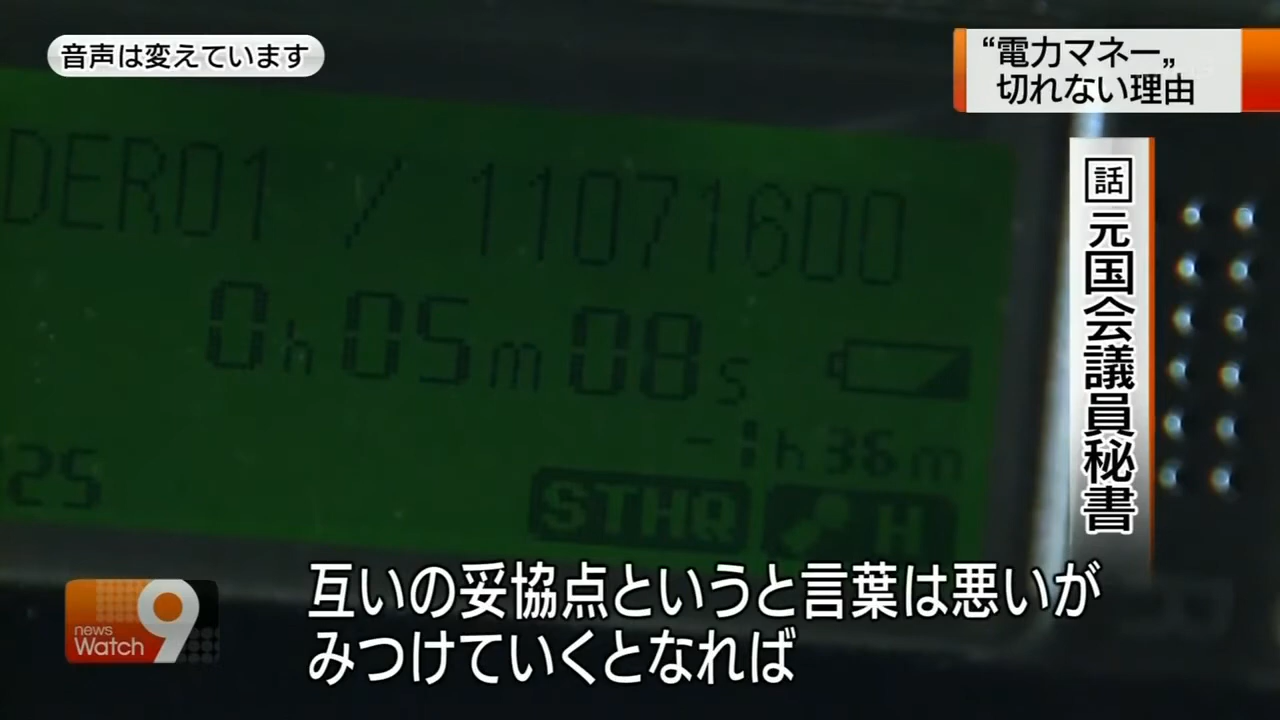 音声は変えています
“電力マネー„
切れない理由
話 元国会議員秘書
DER01 / 11071600
0h 05m 08s
-1h36m
25
STHQ
H
news
Watch 9
互いの妥協点というと言葉は悪いが
みつけていくとなれば